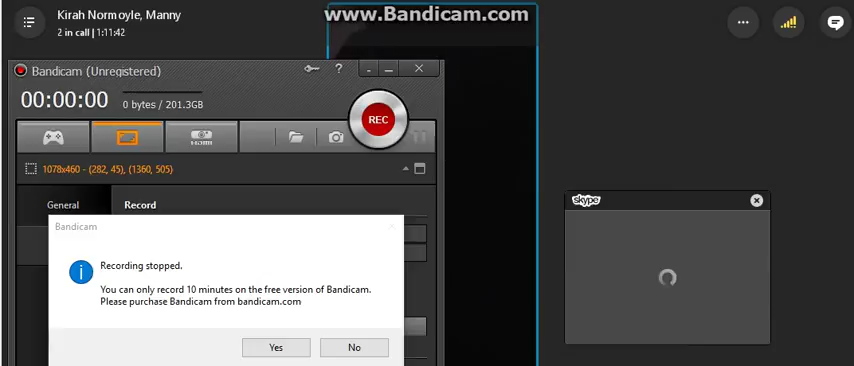 Kirah Normoyle, Manny
2 in call | 1:11:42
www.Bandicam.com
Bandicam (Unregistered)
?
00:00:00
0 bytes / 201.3GB
REC
HDMI
1078x460 - (282, 45), (1360, 505)
General
Record
Bandicam
Recording stopped.
You can only record 10 minutes on the free version of Bandicam.
Please purchase Bandicam from bandicam.com
Yes
No
skype